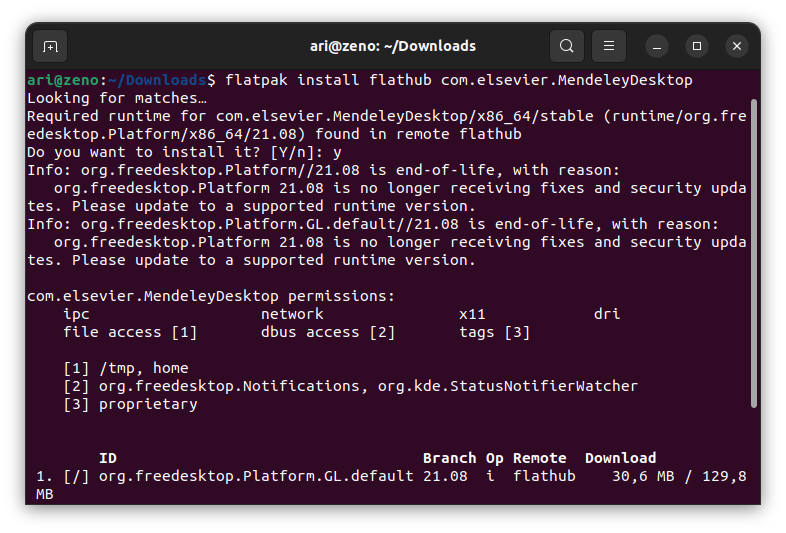 ari@zeno: ~/Downloads
ari@zeno:~/Downloads$ flatpak install flathub com.elsevier.MendeleyDesktop
Looking for matches…
Required runtime for com.elsevier.MendeleyDesktop/x86_64/stable (runtime/org.fre
edesktop.Platform/x86_64/21.08) found in remote flathub
Do you want to install it? [Y/n]: y
Info: org.freedesktop.Platform//21.08 is end-of-life, with reason:
   org.freedesktop.Platform 21.08 is no longer receiving fixes and security upda
tes. Please update to a supported runtime version.
Info: org.freedesktop.Platform.GL.default//21.08 is end-of-life, with reason:
   org.freedesktop.Platform 21.08 is no longer receiving fixes and security upda
tes. Please update to a supported runtime version.
com.elsevier.MendeleyDesktop permissions:
    ipc                   network               x11            dri
    file access [1]       dbus access [2]       tags [3]
    [1] /tmp, home
    [2] org.freedesktop.Notifications, org.kde.StatusNotifierWatcher
    [3] proprietary
        ID                                  Branch Op Remote  Download
 1. [/] org.freedesktop.Platform.GL.default 21.08  i  flathub    30,6 MB / 129,8
 MB